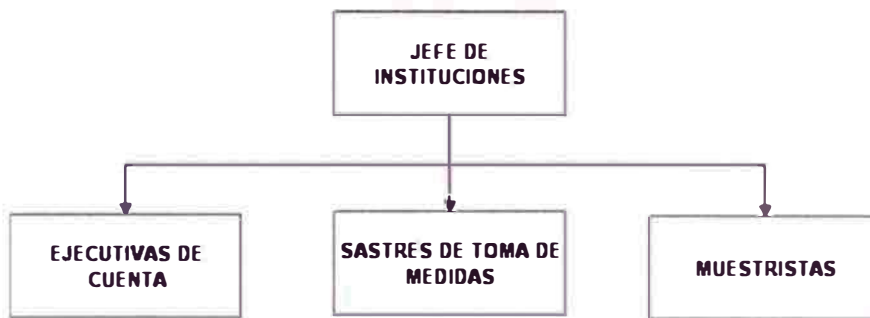 JEFE DE
INSTITUCIONES
EJECUTIVAS DE
CUENTA
SASTRES DE TOMA DE
MEDIDAS
MUESTRISTAS